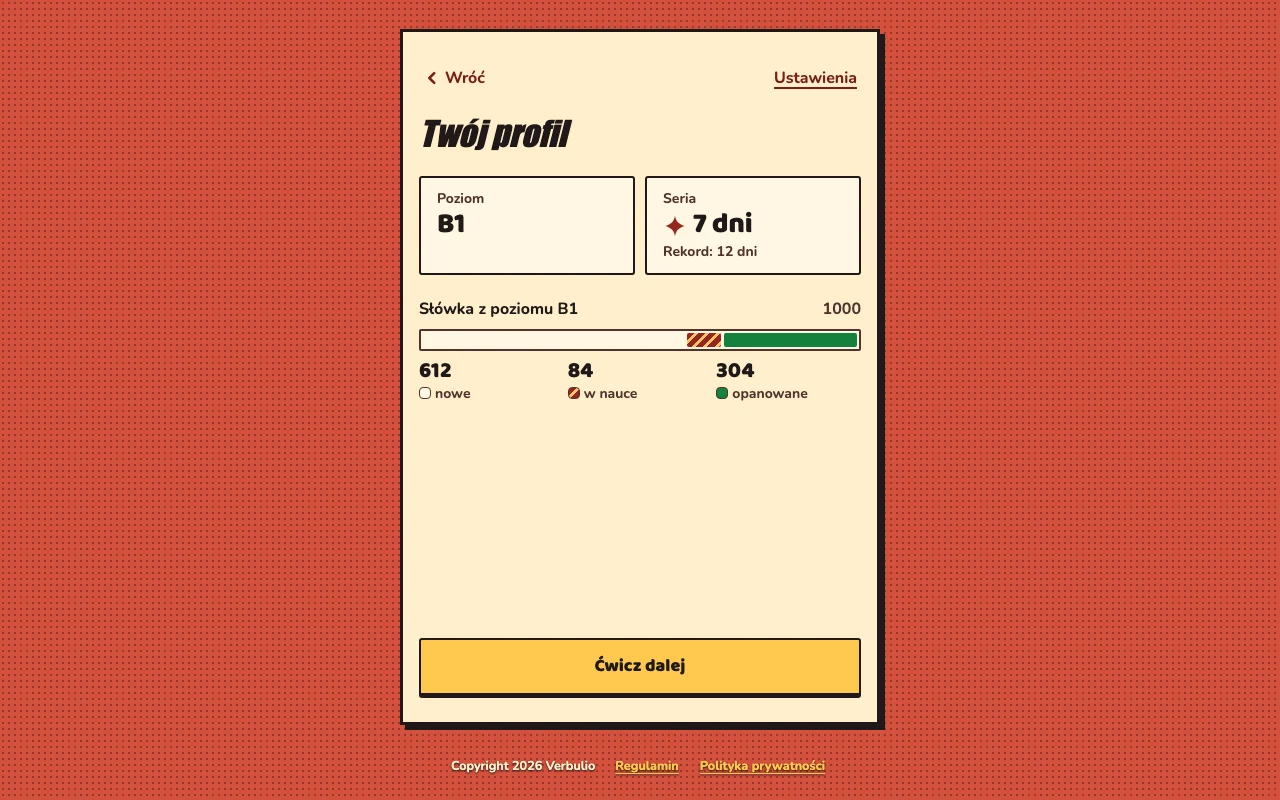 Wróć
Ustawienia
Twój profil
Poziom
B1
Seria
7 dni
Rekord: 12 dni
Słówka z poziomu B1
1000
612
nowe
84
w nauce
304
opanowane
Ćwicz dalej
Copyright 2026 Verbulio Regulamin Polityka prywatności